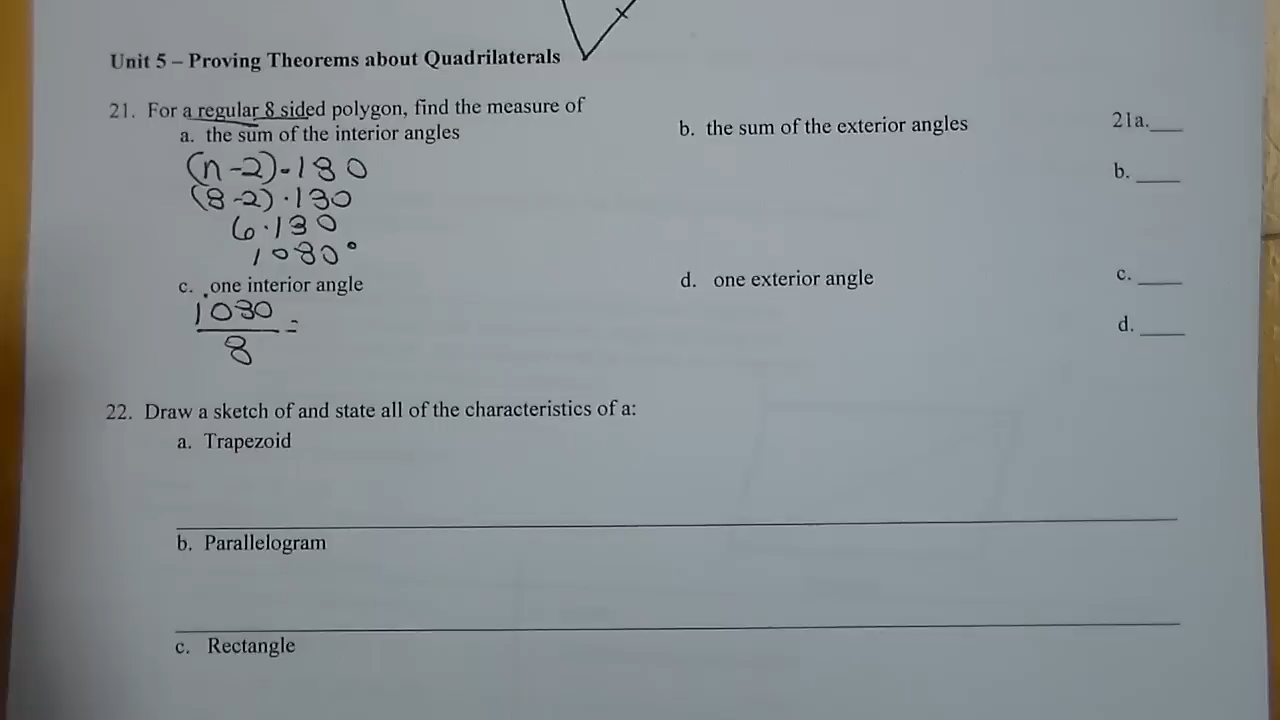 Unit 5 – Proving Theorems about Quadrilaterals
21. For a regular 8 sided polygon, find the measure of
a. the sum of the interior angles
b. the sum of the exterior angles
21a.___
b. ____
(n-2)·180
(8-2)·180
6·180
1080°
c. one interior angle
d. one exterior angle
c. ____
d. ____
1080
8
=
22. Draw a sketch of and state all of the characteristics of a:
a. Trapezoid
b. Parallelogram
c. Rectangle